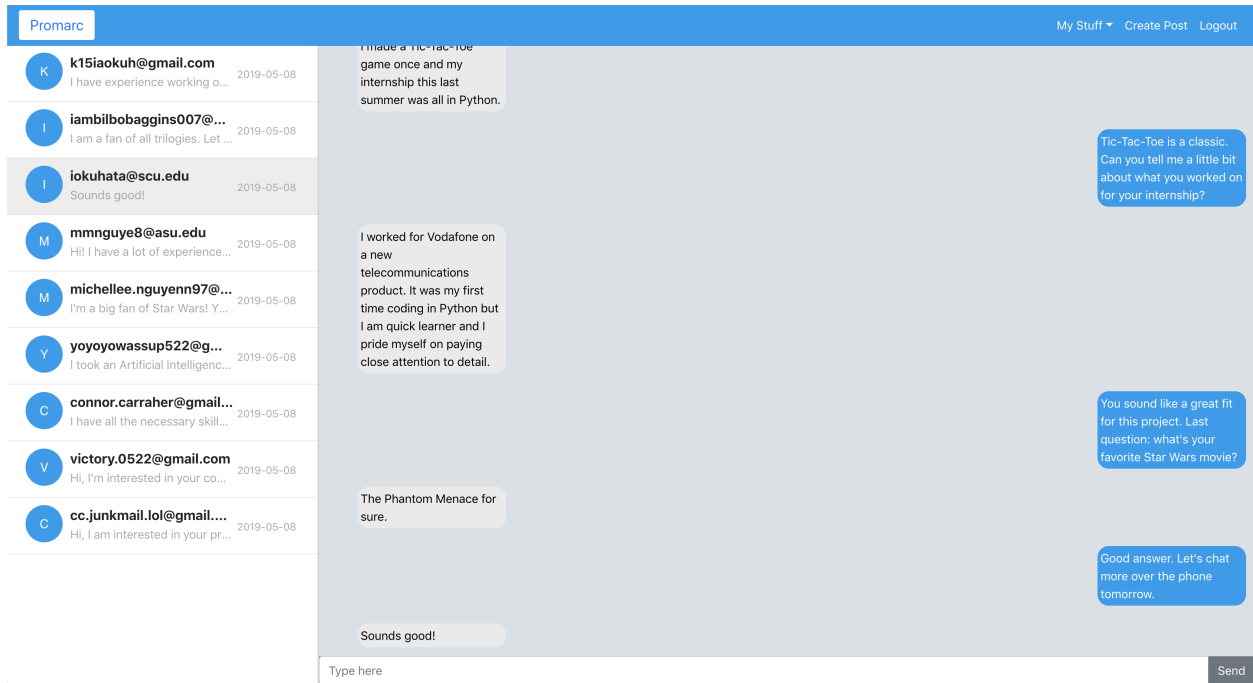 Promarc
My Stuff
Create Post
Logout
K
k15iaokuh@gmail.com
I have experience working o...
2019-05-08
I
iambilbobaggins007@...
I am a fan of all trilogies. Let ...
2019-05-08
I
iokuhata@scu.edu
Sounds good!
2019-05-08
M
mmnguye8@asu.edu
Hi! I have a lot of experience...
2019-05-08
M
michellee.nguyenn97@...
I'm a big fan of Star Wars! Y...
2019-05-08
Y
yoyoyowassup522@g...
I took an Artificial Intelligenc...
2019-05-08
C
connor.carraher@gmail...
I have all the necessary skill...
2019-05-08
V
victory.0522@gmail.com
Hi, I'm interested in your co...
2019-05-08
C
cc.junkmail.lol@gmail....
Hi, I am interested in your pr...
2019-05-08
I made a Tic-Tac-Toe
game once and my
internship this last
summer was all in Python.
Tic-Tac-Toe is a classic.
Can you tell me a little bit
about what you worked on
for your internship?
I worked for Vodafone on
a new
telecommunications
product. It was my first
time coding in Python but
I am quick learner and I
pride myself on paying
close attention to detail.
You sound like a great fit
for this project. Last
question: what's your
favorite Star Wars movie?
The Phantom Menace for
sure.
Good answer. Let's chat
more over the phone
tomorrow.
Sounds good!
Type here
Send